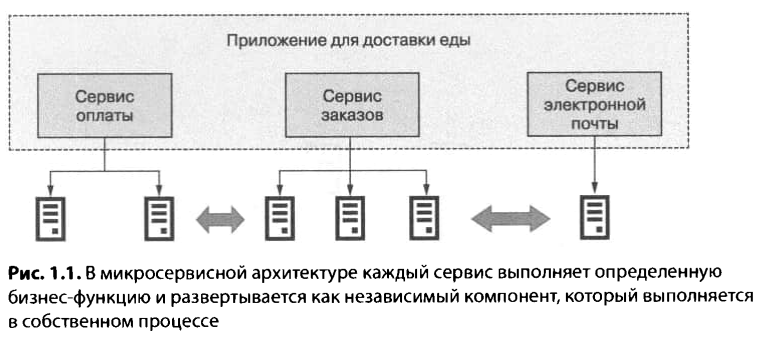 Приложение для доставки еды
Сервис
оплаты
Сервис
заказов
Сервис
электронной
почты
Рис. 1.1. В микросервисной архитектуре каждый сервис выполняет определенную
бизнес-функцию и развертывается как независимый компонент, который выполняется
в собственном процессе